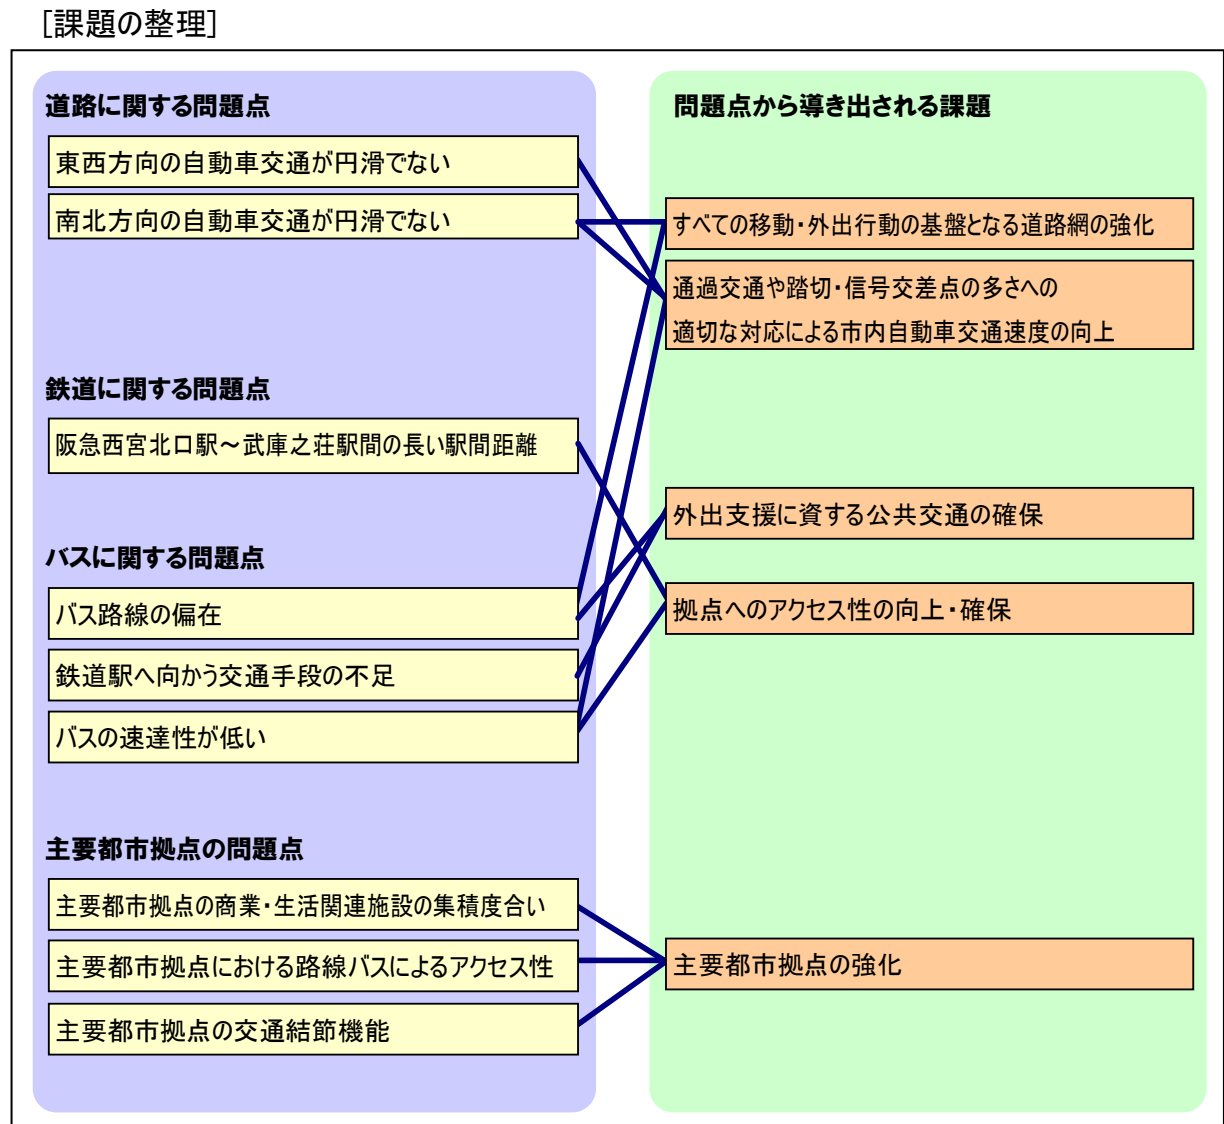 [課題の整理]
道路に関する問題点
東西方向の自動車交通が円滑でない
南北方向の自動車交通が円滑でない
鉄道に関する問題点
阪急西宮北口駅～武庫之荘駅間の長い駅間距離
バスに関する問題点
バス路線の偏在
鉄道駅へ向かう交通手段の不足
バスの速達性が低い
主要都市拠点の問題点
主要都市拠点の商業・生活関連施設の集積度合い
主要都市拠点における路線バスによるアクセス性
主要都市拠点の交通結節機能
問題点から導き出される課題
すべての移動・外出行動の基盤となる道路網の強化
通過交通や踏切・信号交差点の多さへの
適切な対応による市内自動車交通速度の向上
外出支援に資する公共交通の確保
拠点へのアクセス性の向上・確保
主要都市拠点の強化